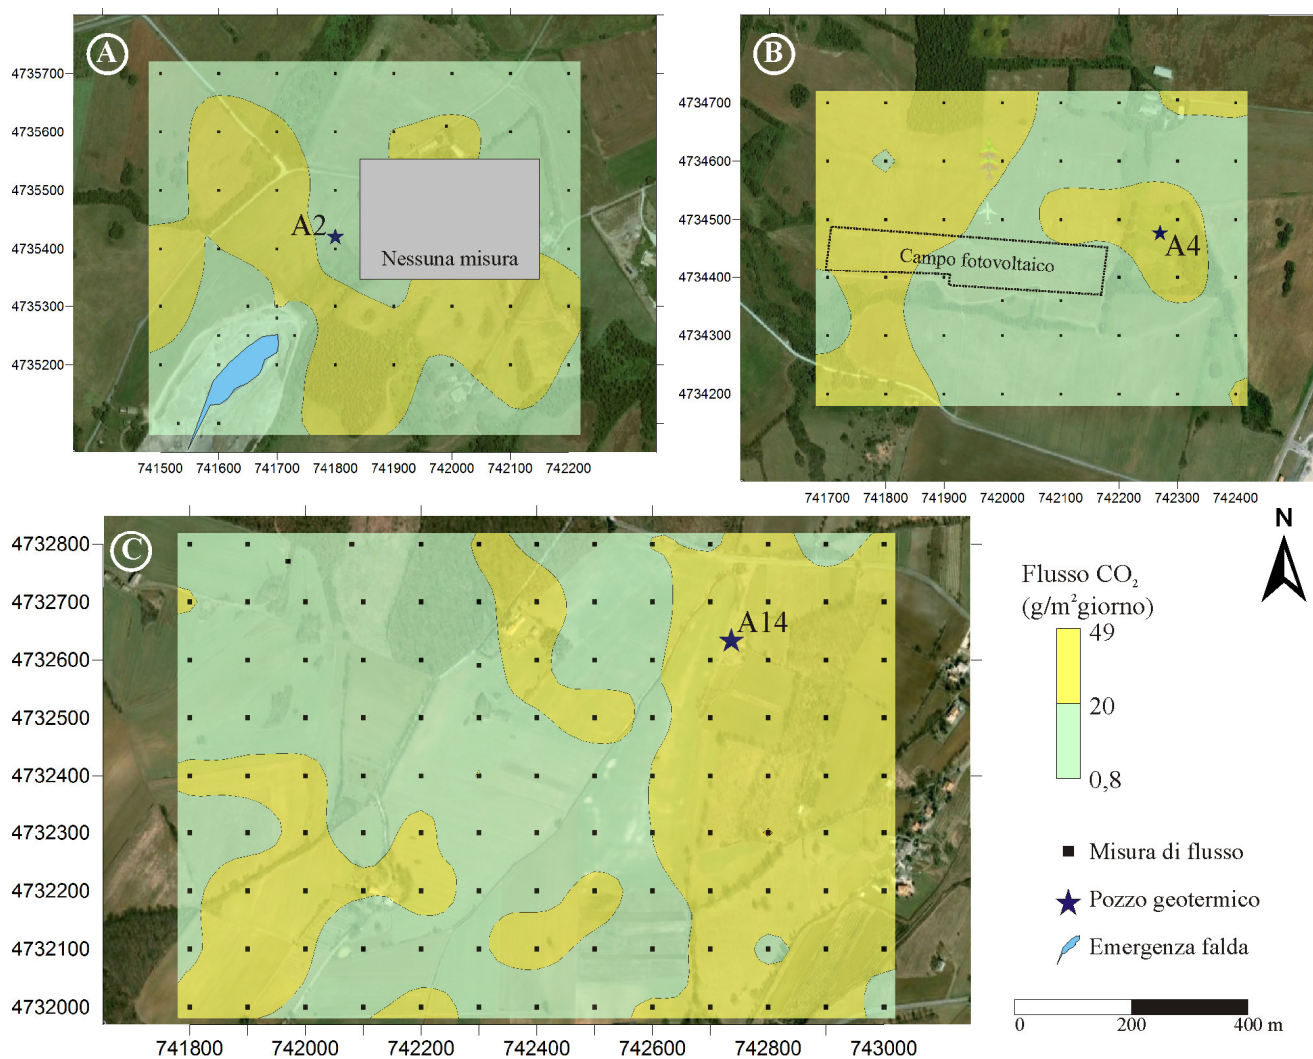 A
4735700
4735600
4735500
4735400
4735300
4735200
A2
Nessuna misura
741500 741600 741700 741800 741900 742000 742100 742200
B
4734700
4734600
4734500
4734400
4734300
4734200
A4
Campo fotovoltaico
741700 741800 741900 742000 742100 742200 742300 742400
C
4732800
4732700
4732600
4732500
4732400
4732300
4732200
4732100
4732000
A14
741800 742000 742200 742400 742600 742800 743000
N
Flusso CO₂
(g/m²giorno)
49
20
0,8
Misura di flusso
Pozzo geotermico
Emergenza falda
0 200 400 m